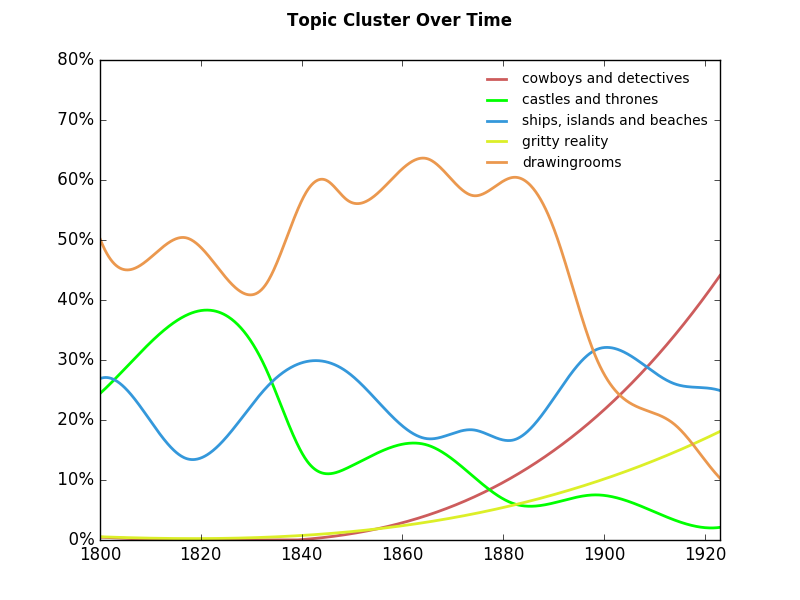 Topic Cluster Over Time
80%
70%
60%
50%
40%
30%
20%
10%
0%
cowboys and detectives
castles and thrones
ships, islands and beaches
gritty reality
drawingrooms
1800 1820 1840 1860 1880 1900 1920